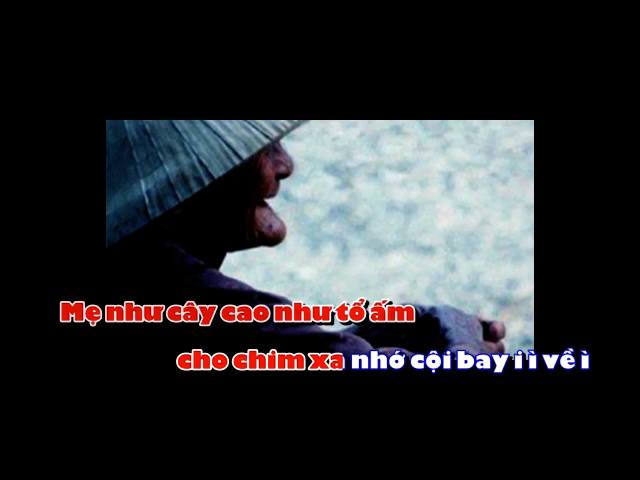 Mẹ như cây cao như tổ ấm
cho chim xa nhớ cội bay i ì về ì